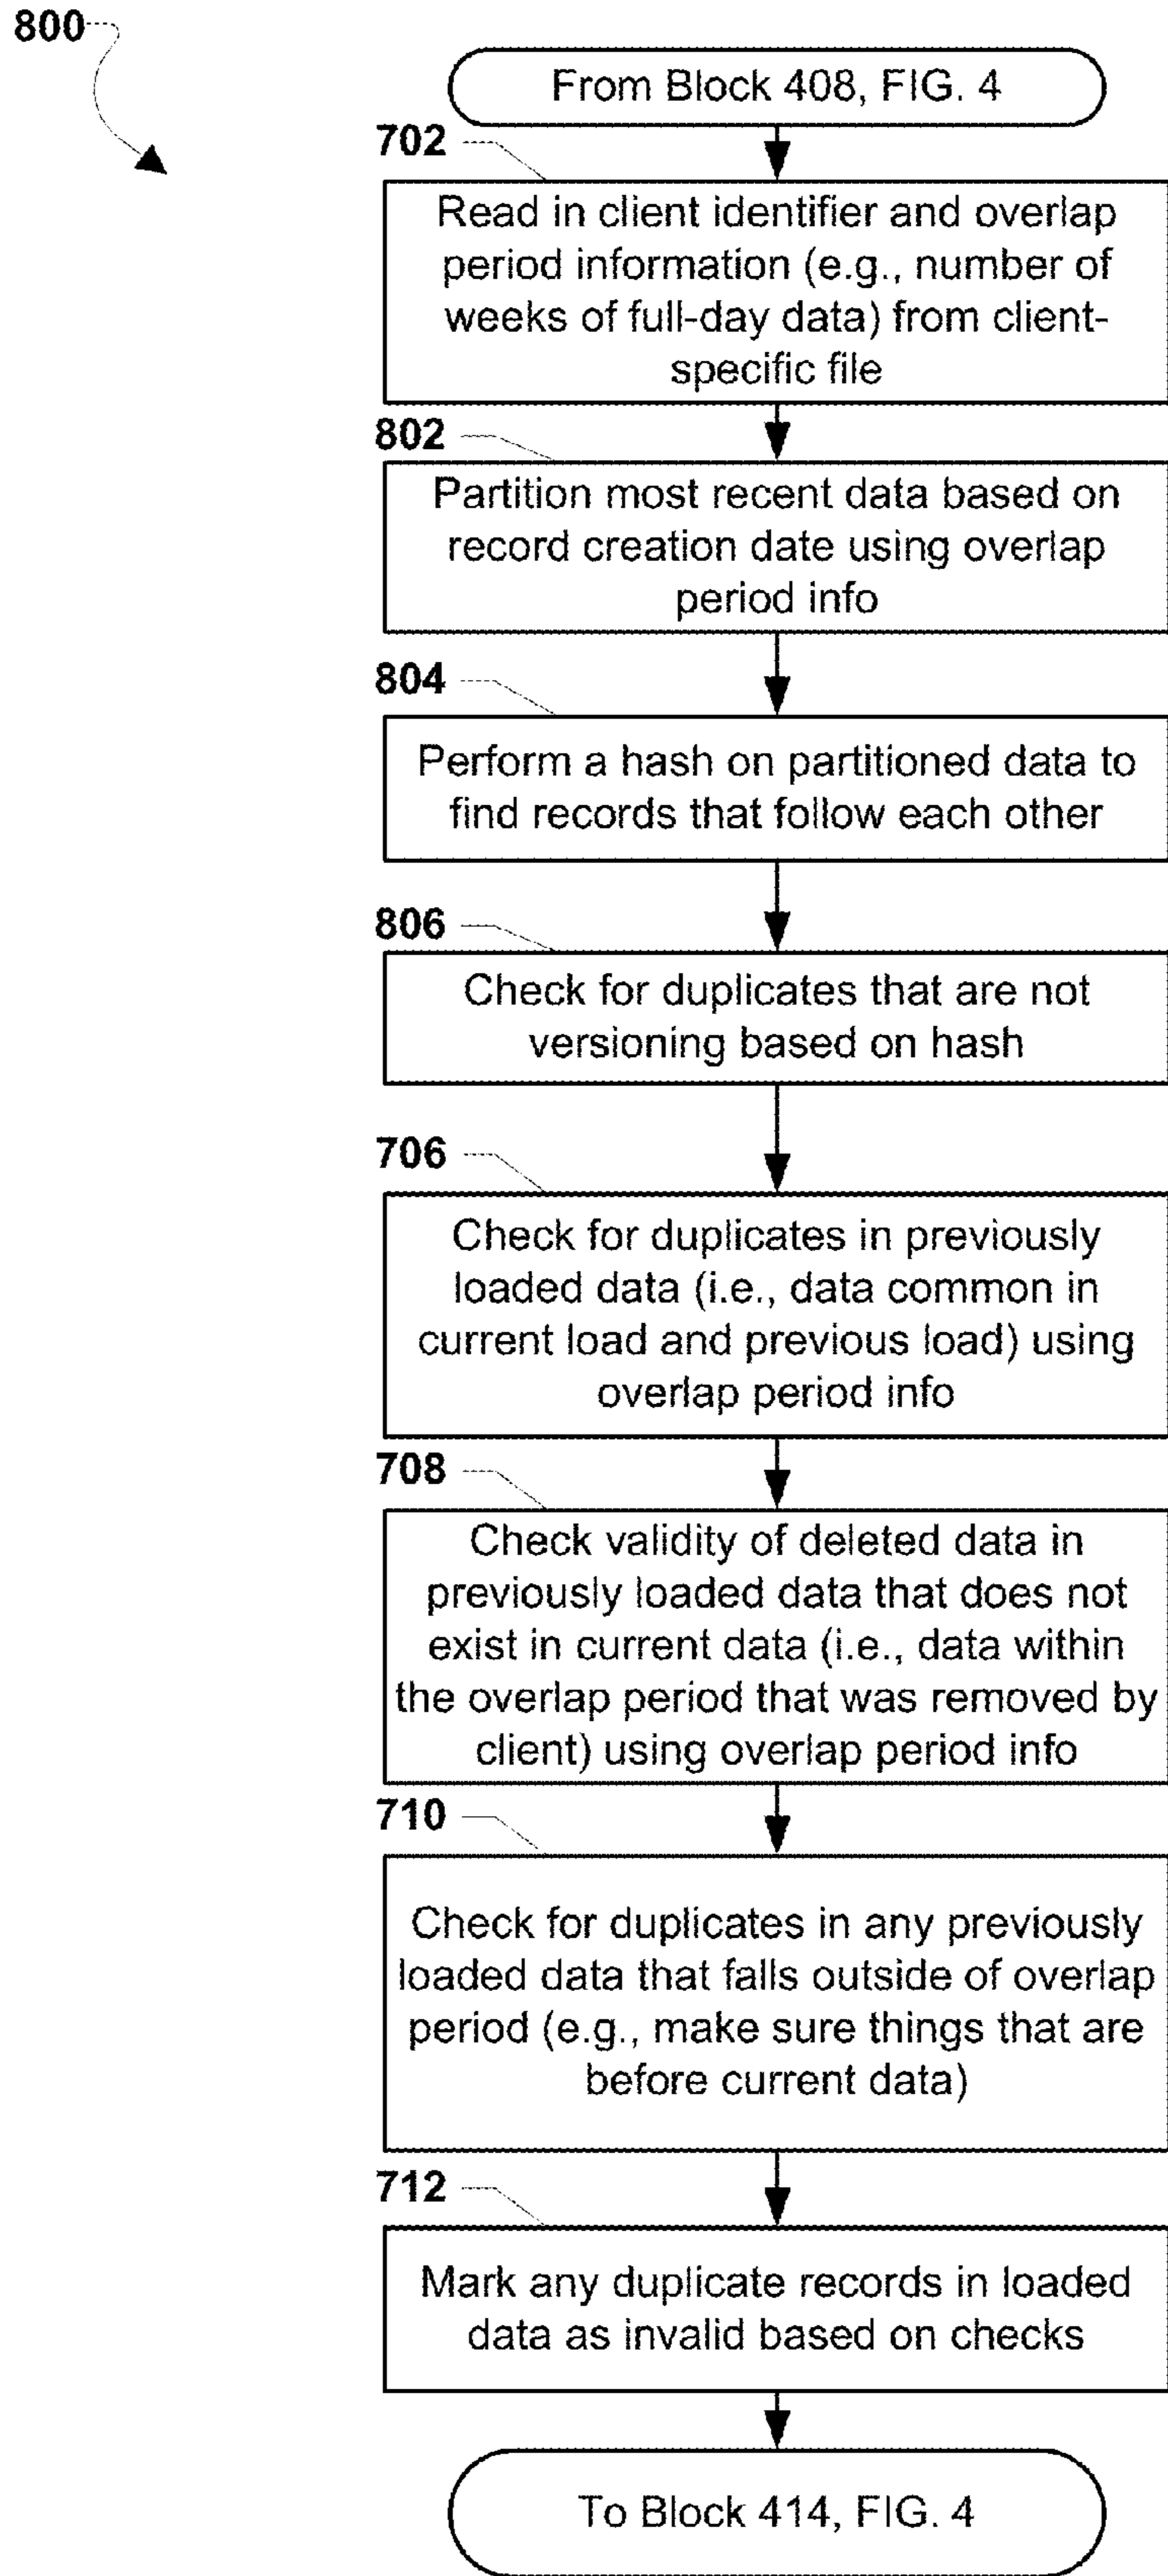 800
From Block 408, FIG. 4
702
Read in client identifier and overlap
period information (e.g., number of
weeks of full-day data) from client-
specific file
802
Partition most recent data based on
record creation date using overlap
period info
804
Perform a hash on partitioned data to
find records that follow each other
806
Check for duplicates that are not
versioning based on hash
706
Check for duplicates in previously
loaded data (i.e., data common in
current load and previous load) using
overlap period info
708
Check validity of deleted data in
previously loaded data that does not
exist in current data (i.e., data within
the overlap period that was removed by
client) using overlap period info
710
Check for duplicates in any previously
loaded data that falls outside of overlap
period (e.g., make sure things that are
before current data)
712
Mark any duplicate records in loaded
data as invalid based on checks
To Block 414, FIG. 4